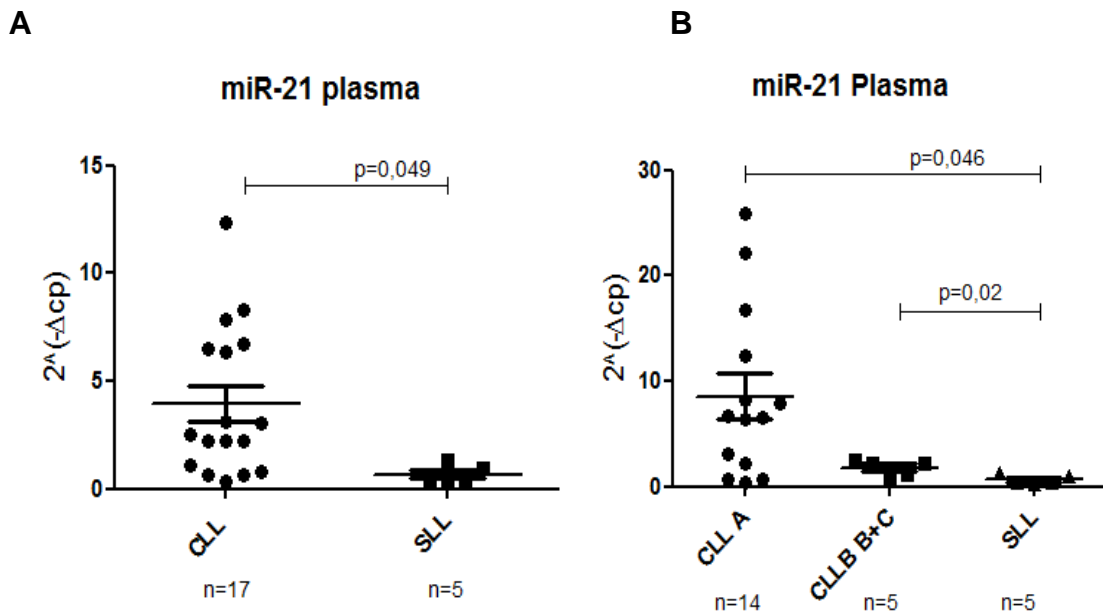 A
miR-21 plasma
p=0,049
15
10
5
0
2^(-Δcp)
CLL
SLL
n=17
n=5
B
miR-21 Plasma
p=0,046
p=0,02
30
20
10
0
2^(-Δcp)
CLL A
CLLB B+C
SLL
n=14
n=5
n=5